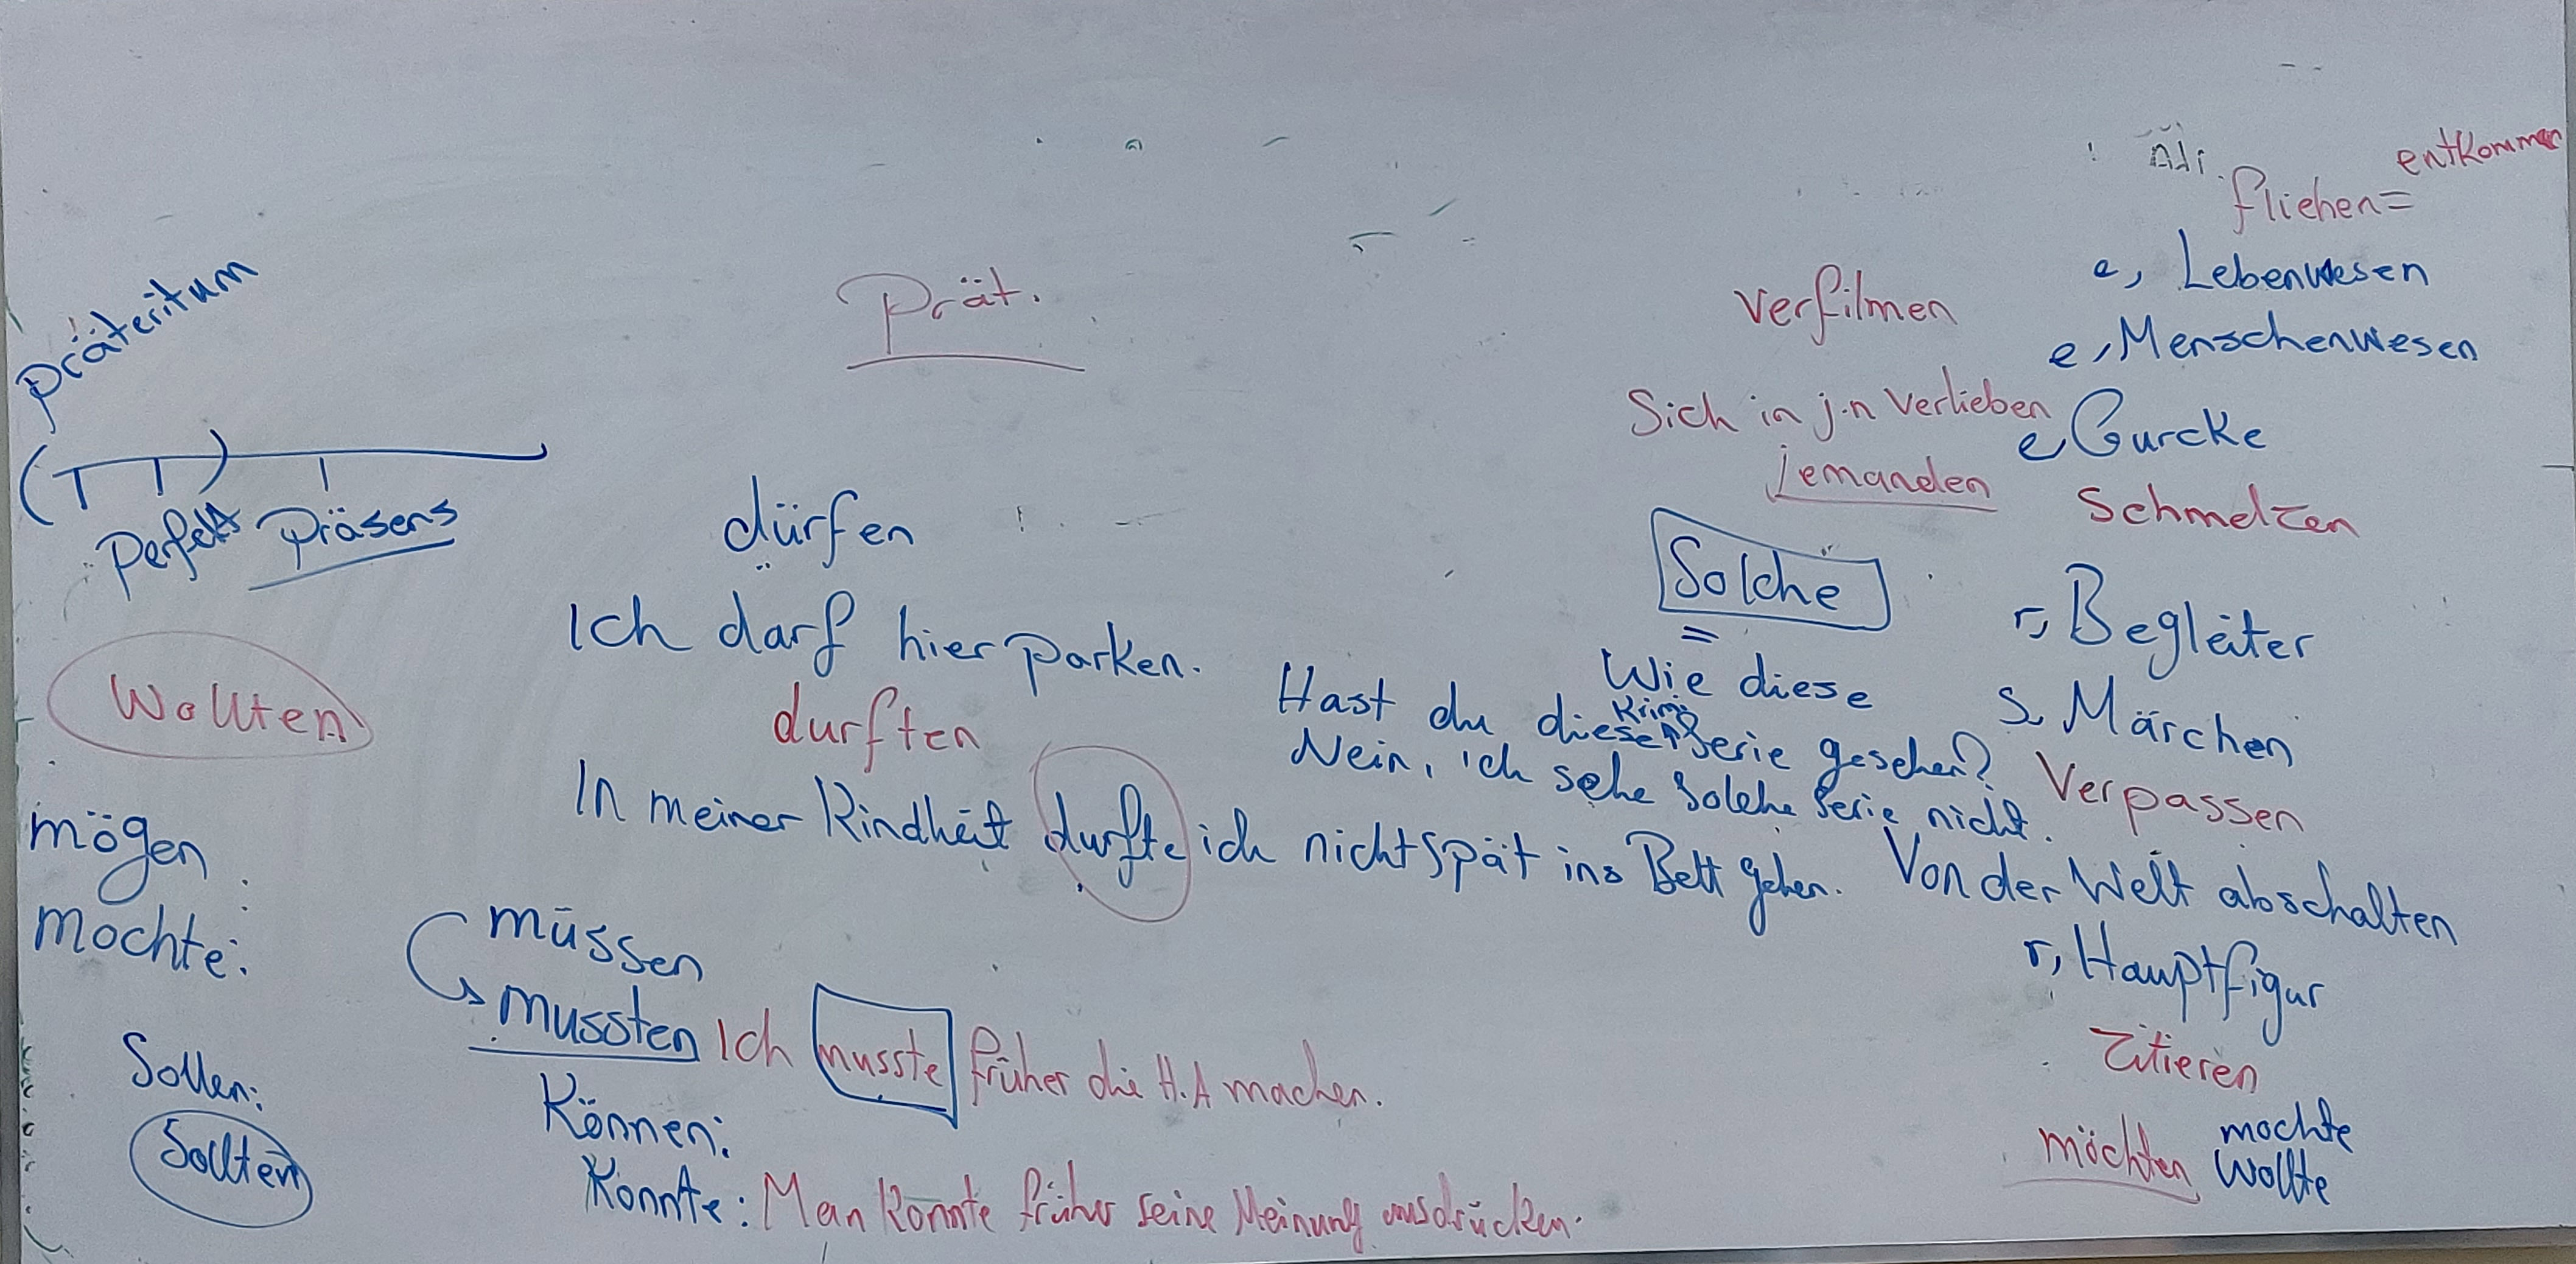 Präteritum
Perfekt Präsens
Wollten
mögen
mochte:
Sollen:
Sollten
Prät.
dürfen
Ich darf hier parken.
durften
In meiner Kindheit durfte ich nicht spät ins Bett gehen.
müssen
mussten Ich musste früher die H.A machen.
Können:
Konnte: Man konnte früher seine Meinung ausdrücken.
verfilmen
Sich in j.n verlieben
jemanden
Solche
=
Wie diese
Krimi
Hast du diese Serie gesehen?
Nein, ich sehe solche Serie nicht.
entkommen
fliehen=
e, Lebenwesen
e, Menschenwesen
e, Gurcke
Schmelzen
r, Begleiter
s, Märchen
Verpassen
Von der Welt abschalten
r, Hauptfigur
Zitieren
möchten mochte
Wollte